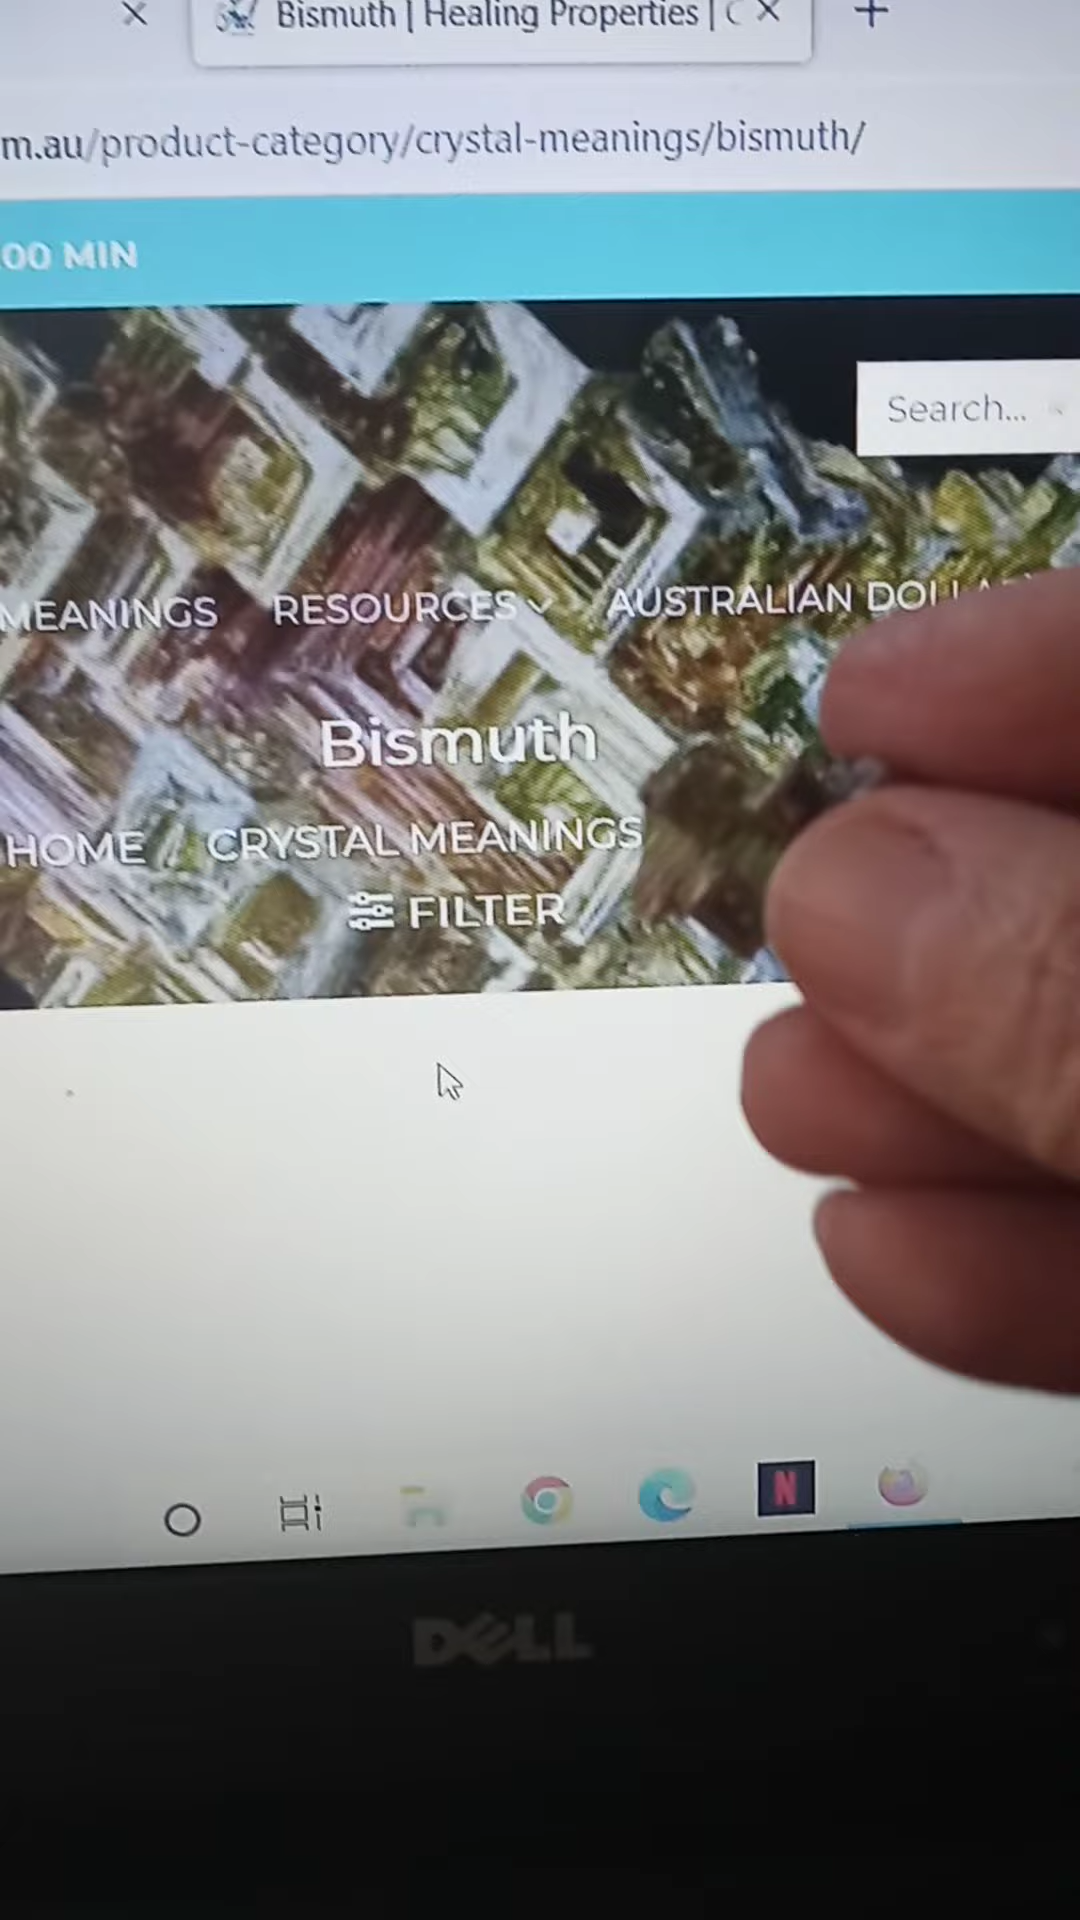 Bismuth | Healing Properties |
m.au/product-category/crystal-meanings/bismuth/
00 MIN
Search...
MEANINGS RESOURCES AUSTRALIAN
Bismuth
HOME / CRYSTAL MEANINGS
FILTER
N
DELL